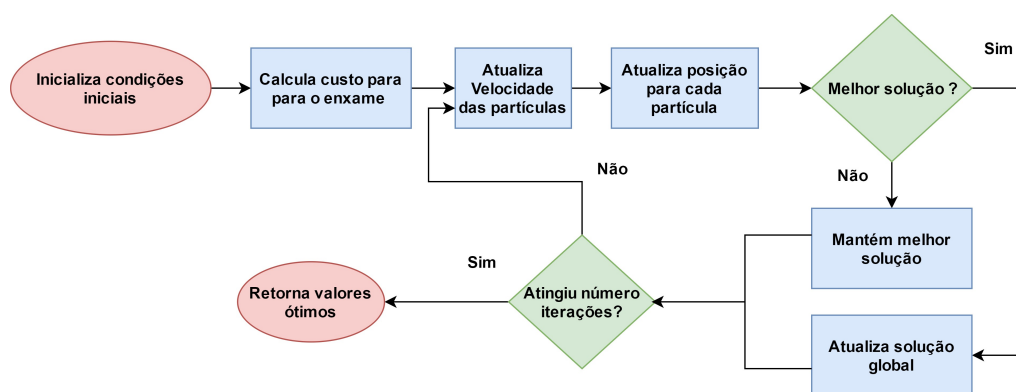 Inicializa condições
iniciais
Calcula custo para
para o enxame
Atualiza
Velocidade
das partículas
Atualiza posição
para cada
partícula
Melhor solução ?
Sim
Não
Mantém melhor
solução
Atualiza solução
global
Atingiu número
iterações?
Não
Sim
Retorna valores
ótimos